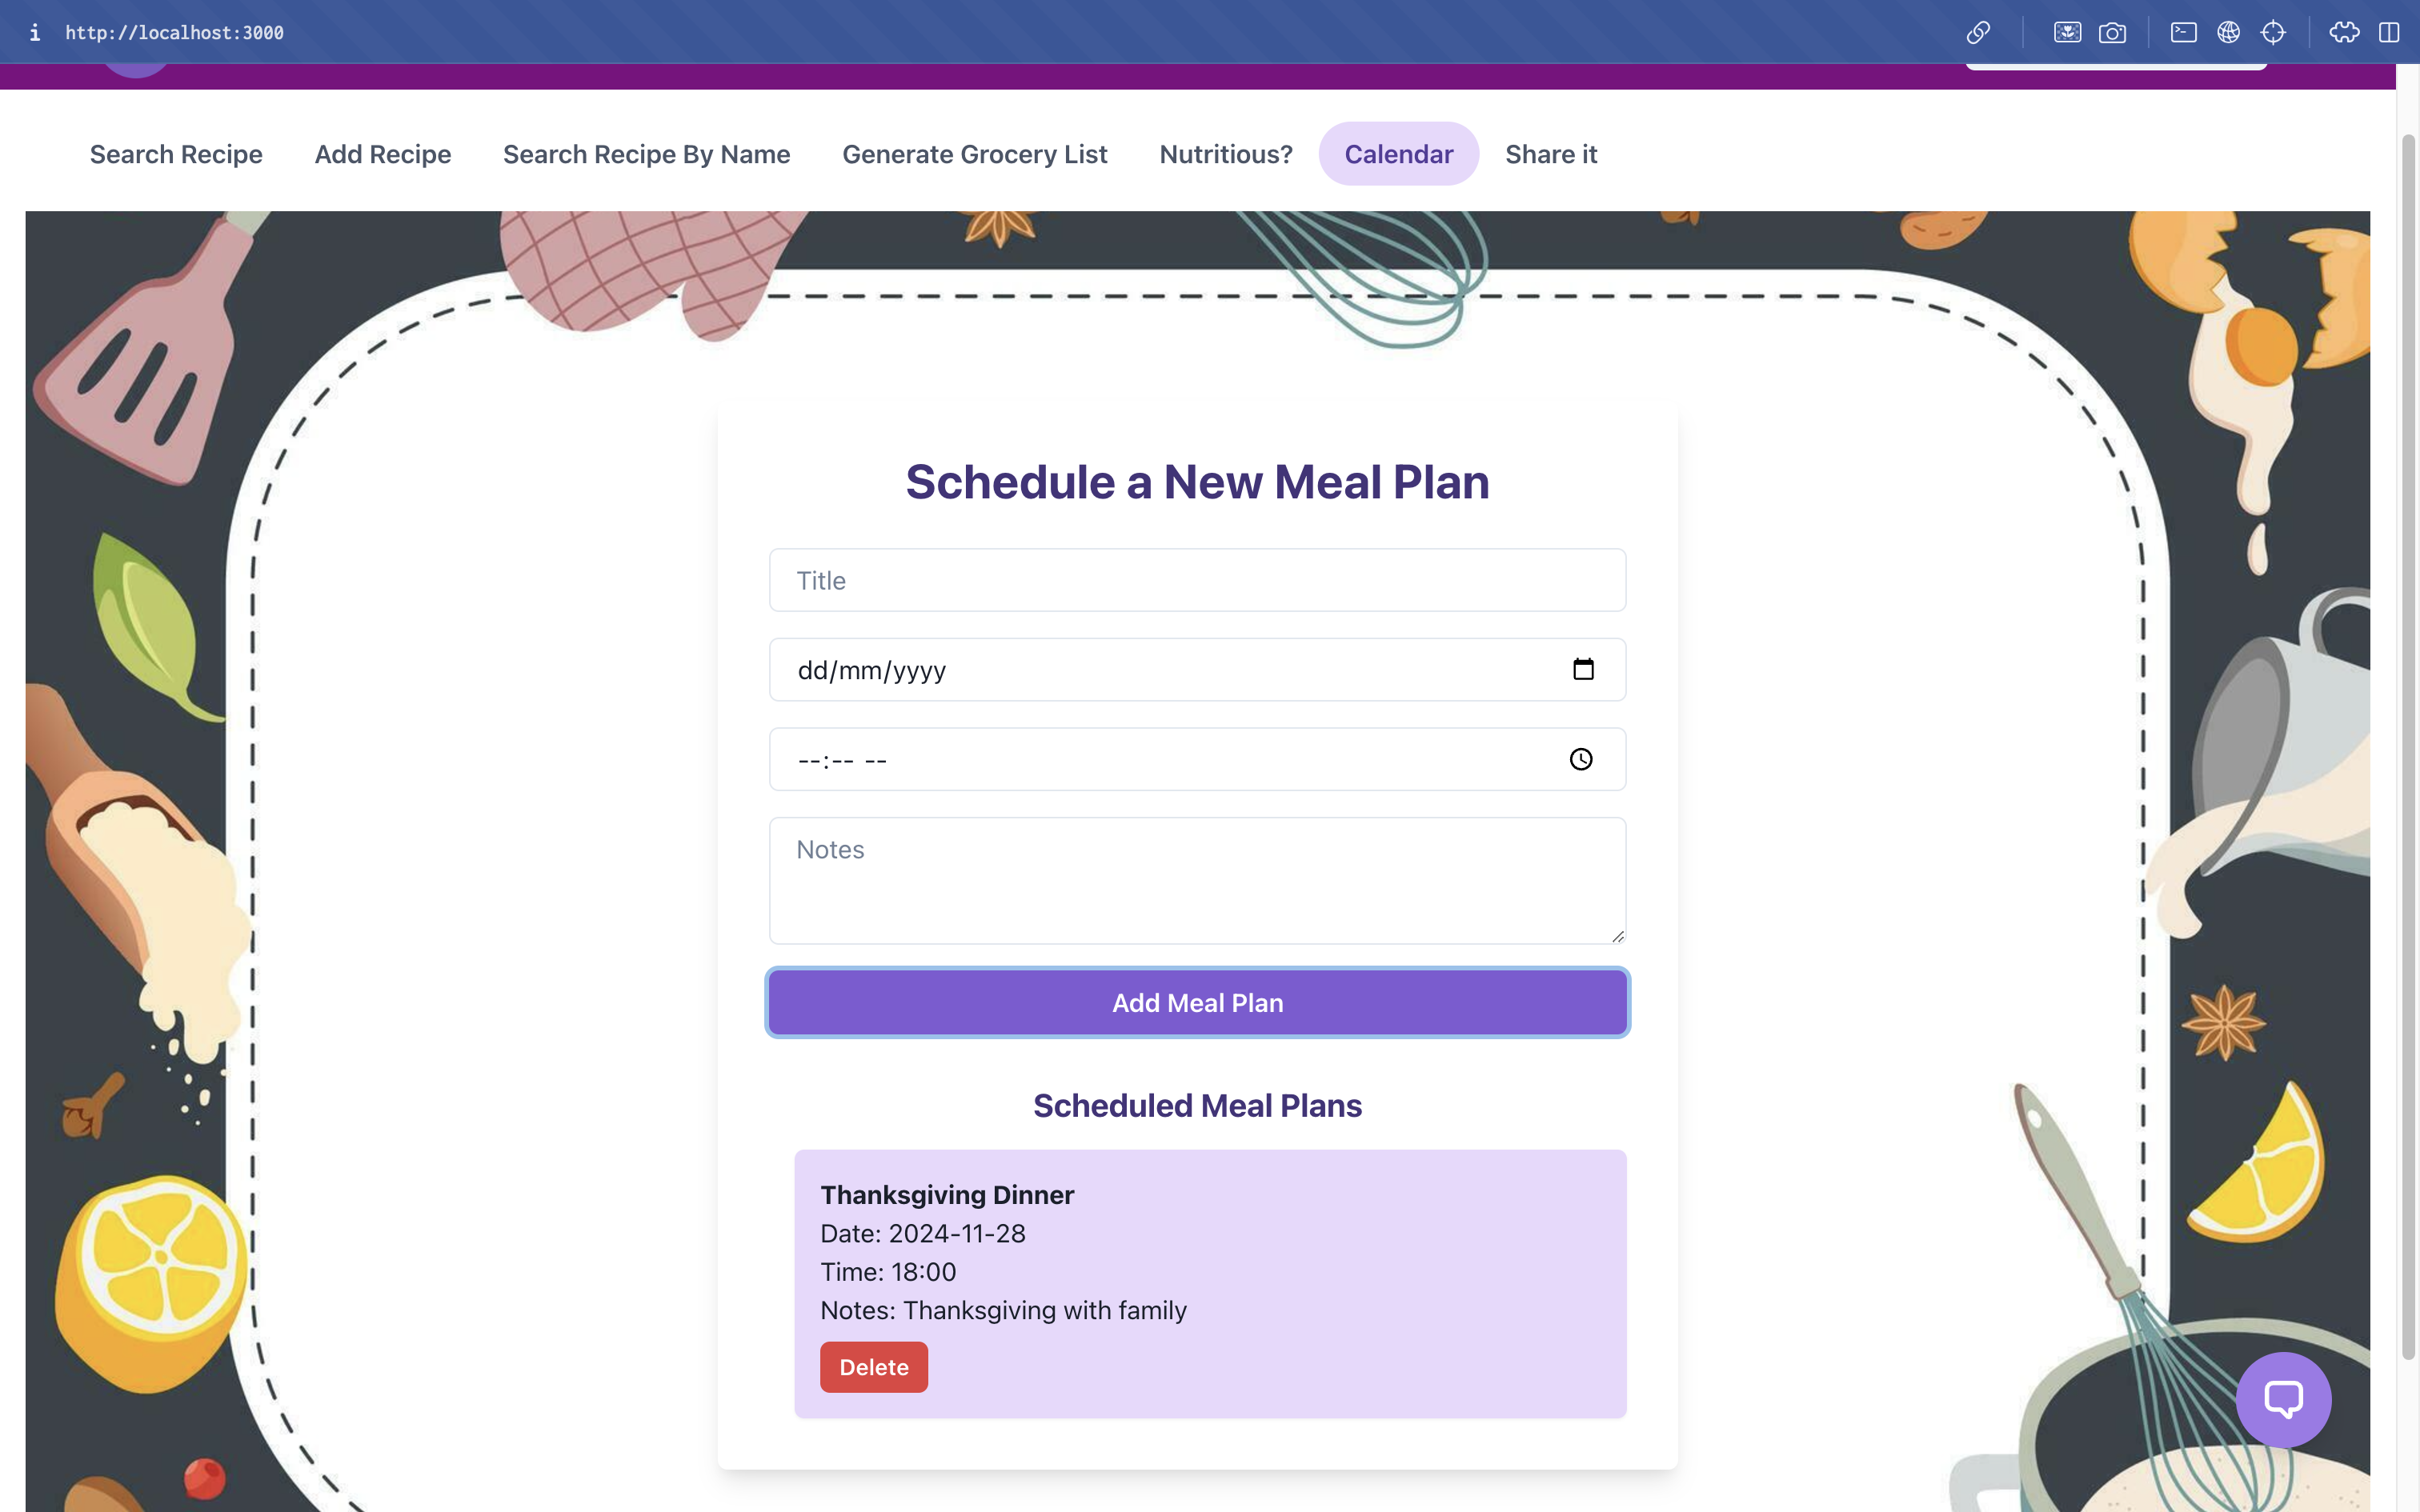 http://localhost:3000
Search Recipe
Add Recipe
Search Recipe By Name
Generate Grocery List
Nutritious?
Calendar
Share it
Schedule a New Meal Plan
Title
dd/mm/yyyy
--:-- --
Notes
Add Meal Plan
Scheduled Meal Plans
Thanksgiving Dinner
Date: 2024-11-28
Time: 18:00
Notes: Thanksgiving with family
Delete